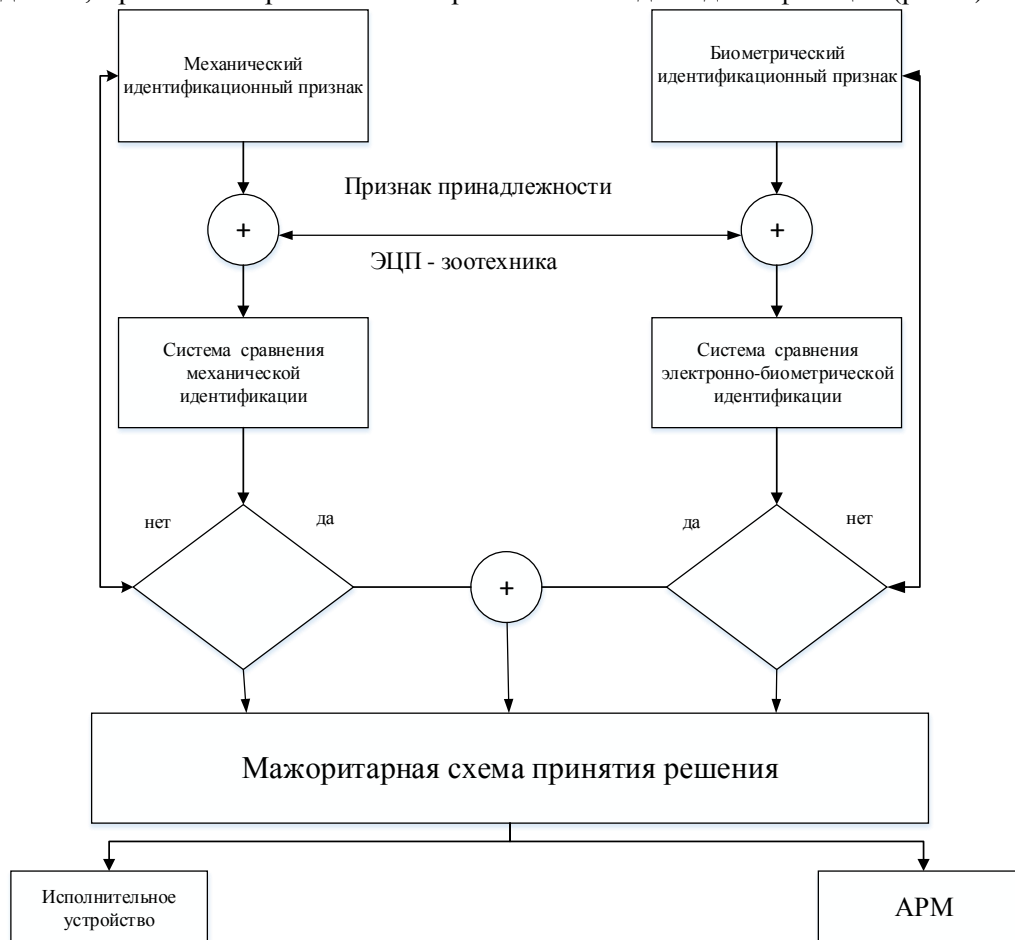 Механический
идентификационный признак
Биометрический
идентификационный признак
Признак принадлежности
+
+
ЭЦП - зоотехника
Система сравнения
механической
идентификации
Система сравнения
электронно-биометрической
идентификации
нет
да
да
нет
+
Мажоритарная схема принятия решения
Исполнительное
устройство
АРМ